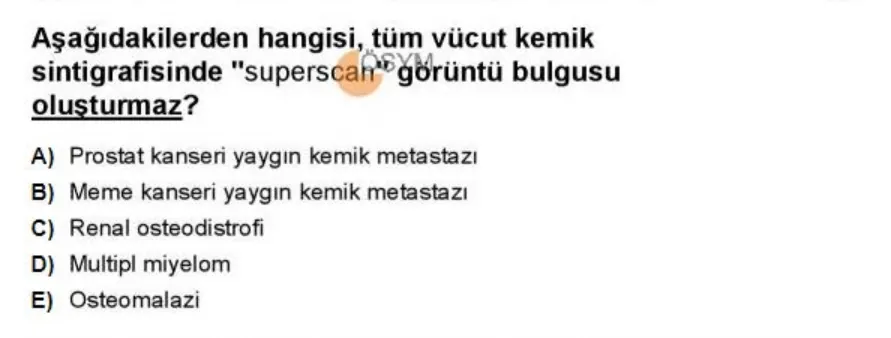 Aşağıdakilerden hangisi, tüm vücut kemik
sintigrafisinde "superscan" görüntü bulgusu
oluşturmaz?
ÖSYM
A) Prostat kanseri yaygın kemik metastazı
B) Meme kanseri yaygın kemik metastazı
C) Renal osteodistrofi
D) Multipl miyelom
E) Osteomalazi